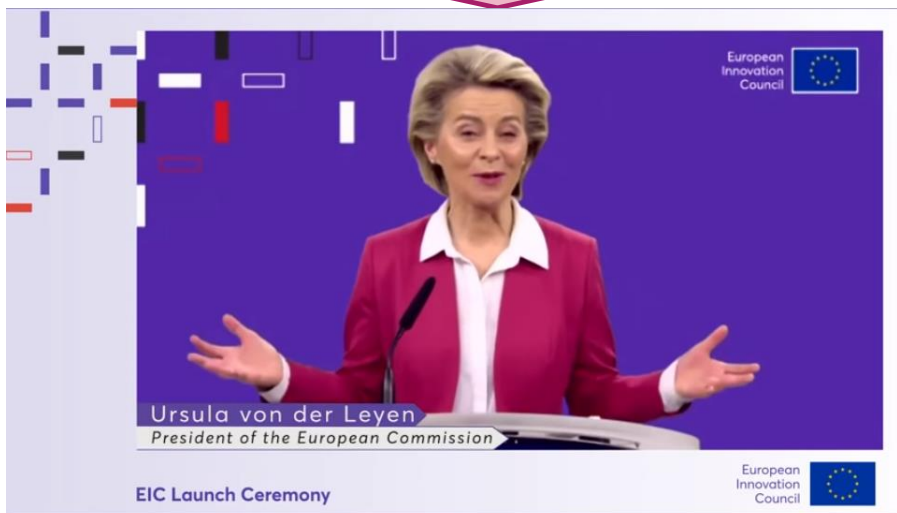 European
Innovation
Council
Ursula von der Leyen
President of the European Commission
EIC Launch Ceremony
European
Innovation
Council